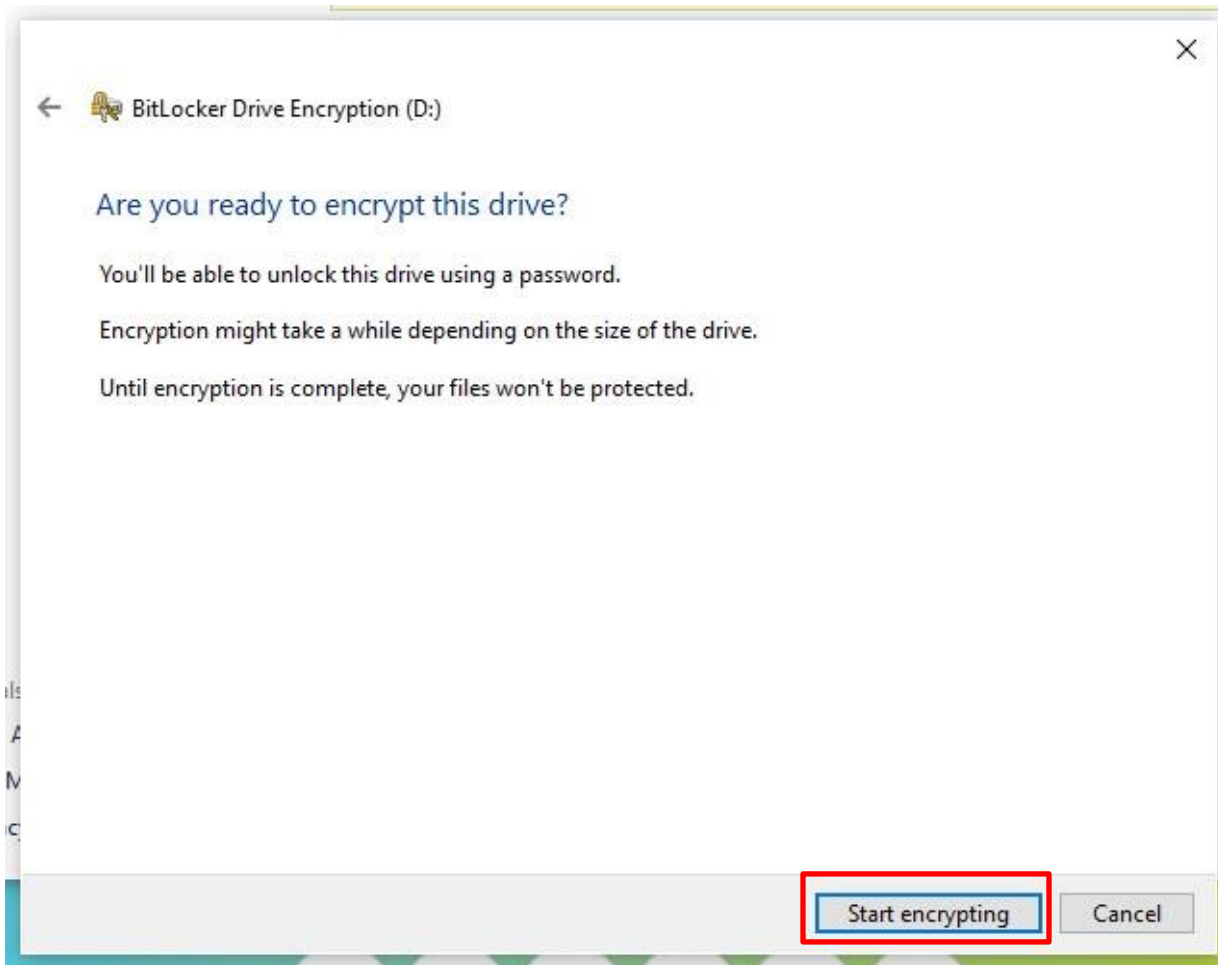 BitLocker Drive Encryption (D:)
Are you ready to encrypt this drive?
You'll be able to unlock this drive using a password.
Encryption might take a while depending on the size of the drive.
Until encryption is complete, your files won't be protected.
Start encrypting Cancel